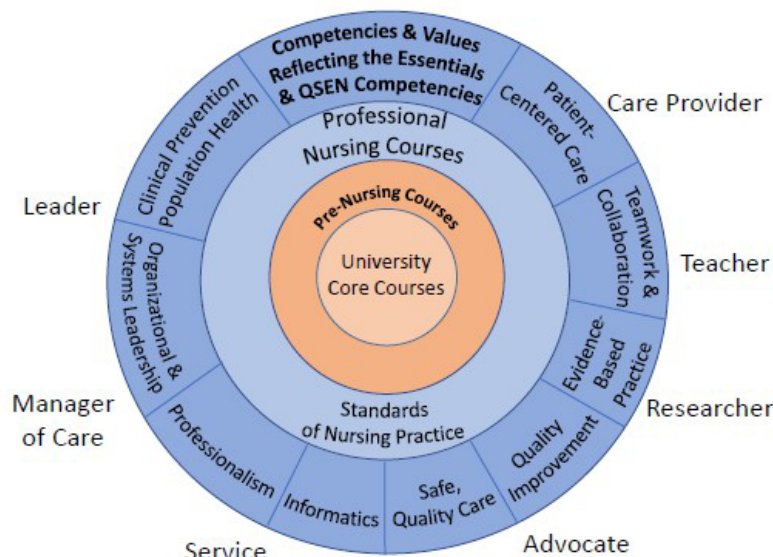 Competencies & Values
Reflecting the Essentials
& QSEN Competencies
Patient-
Centered Care
Care Provider
Teamwork &
Collaboration
Teacher
Evidence-
Based
Practice
Researcher
Quality
Improvement
Advocate
Safe,
Quality Care
Informatics
Service
Professionalism
Manager
of Care
Organizational &
Systems Leadership
Leader
Clinical Prevention
Population Health
Professional
Nursing Courses
Pre-Nursing Courses
University
Core Courses
Standards
of Nursing Practice